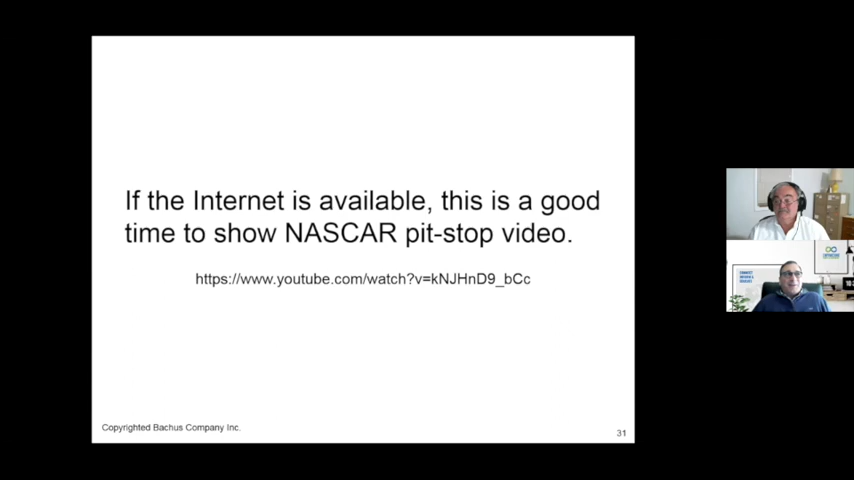 If the Internet is available, this is a good
time to show NASCAR pit-stop video.
https://www.youtube.com/watch?v=kNJHnD9_bCc
Copyrighted Bachus Company Inc.
31